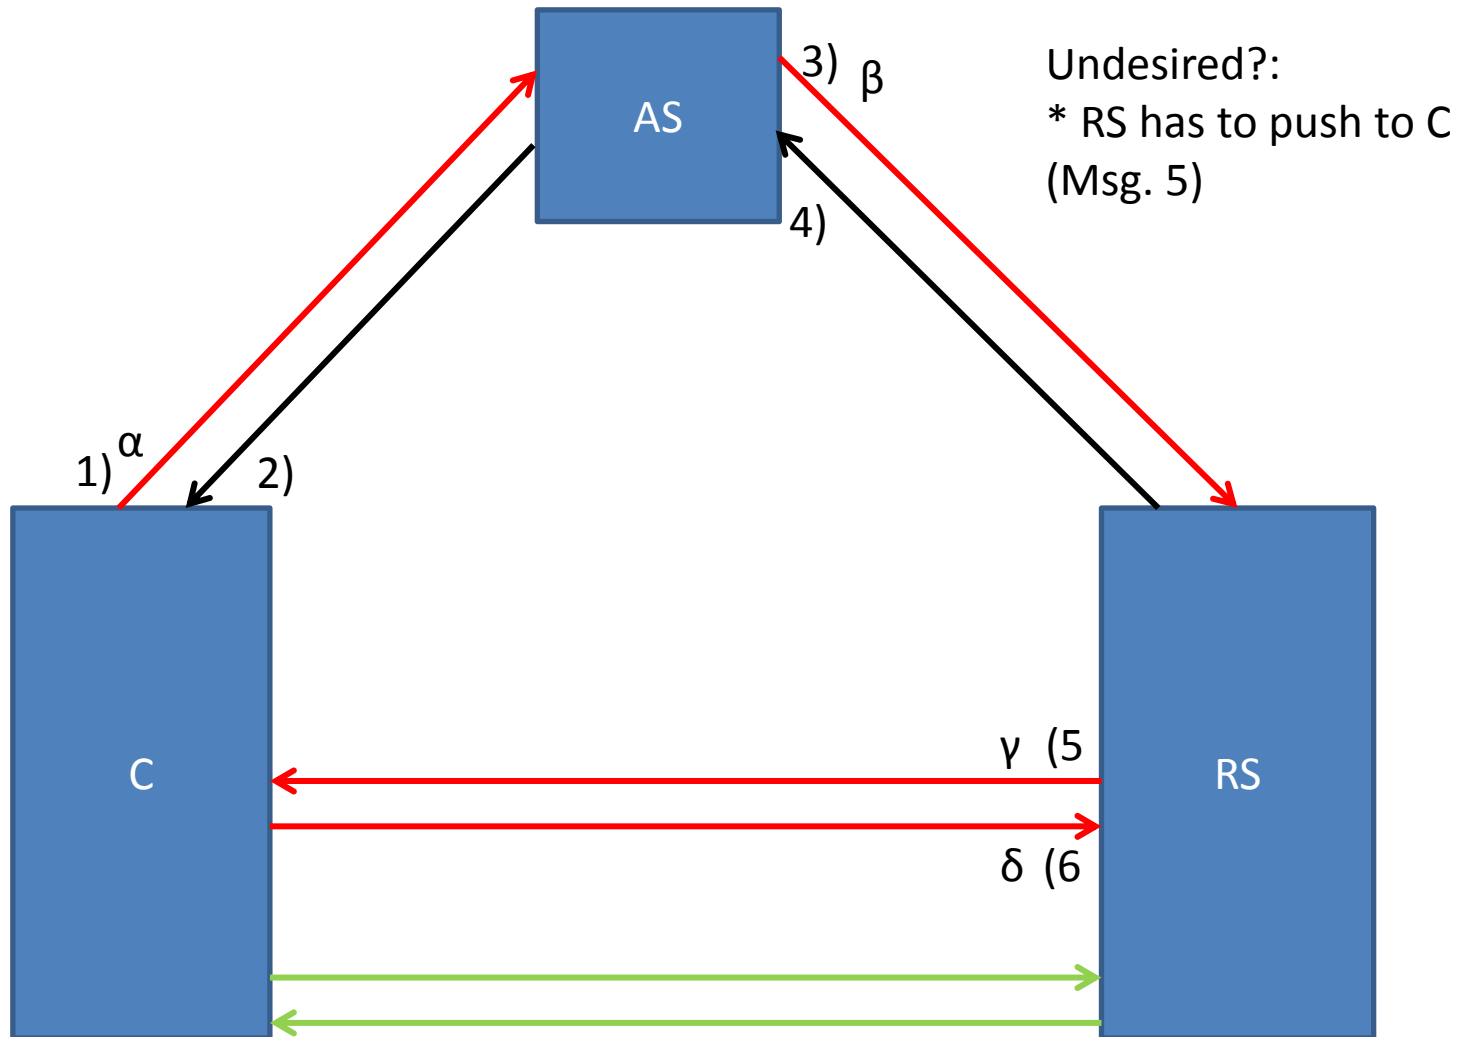 AS
3) β
Undesired?:
* RS has to push to C
(Msg. 5)
4)
1) α
2)
C
γ (5
RS
δ (6